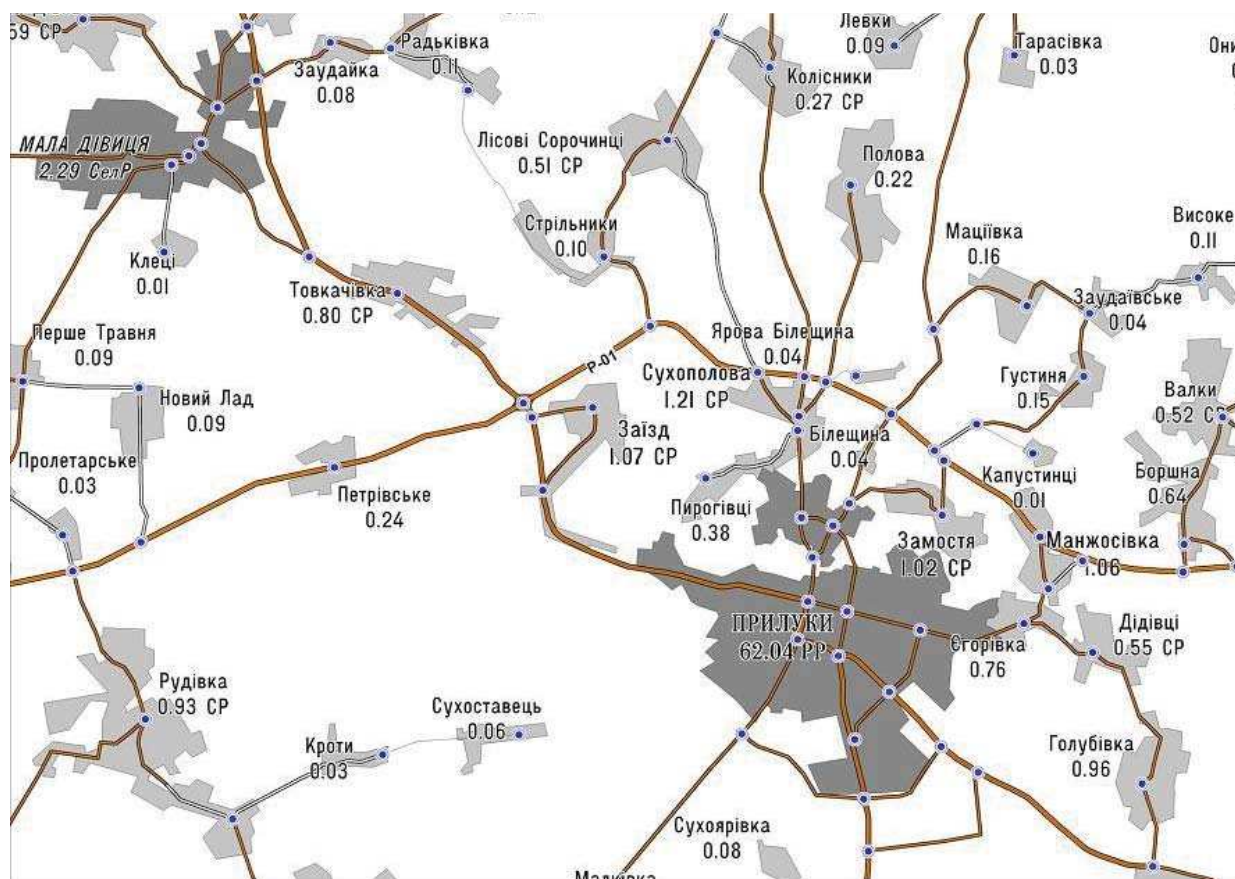 59 СР
Заудайка
0.08
Радьківка
0.11
Левки
0.09
Колісники
0.27 СР
Тарасівка
0.03
МАЛА ДІВИЦЯ
2.29 СелР
Лісові Сорочинці
0.51 СР
Полова
0.22
Клеці
0.01
Стрільники
0.10
Мацїївка
0.16
Високе
0.11
Товкачівка
0.80 СР
Заудаївське
0.04
Перше Травня
0.09
Р-01
Ярова Білещина
0.04
Сухополова
1.21 СР
Густиня
0.15
Валки
0.52 СР
Новий Лад
0.09
Заїзд
1.07 СР
Білещина
0.04
Пролетарське
0.03
Петрівське
0.24
Пирогівці
0.38
Капустинці
0.01
Боршна
0.64
Замостя
1.02 СР
Манжосівка
1.06
ПРИЛУКИ
62.04 РР
Єгорівка
0.76
Дідівці
0.55 СР
Рудівка
0.93 СР
Сухоставець
0.06
Кроти
0.03
Голубівка
0.96
Сухоярівка
0.08